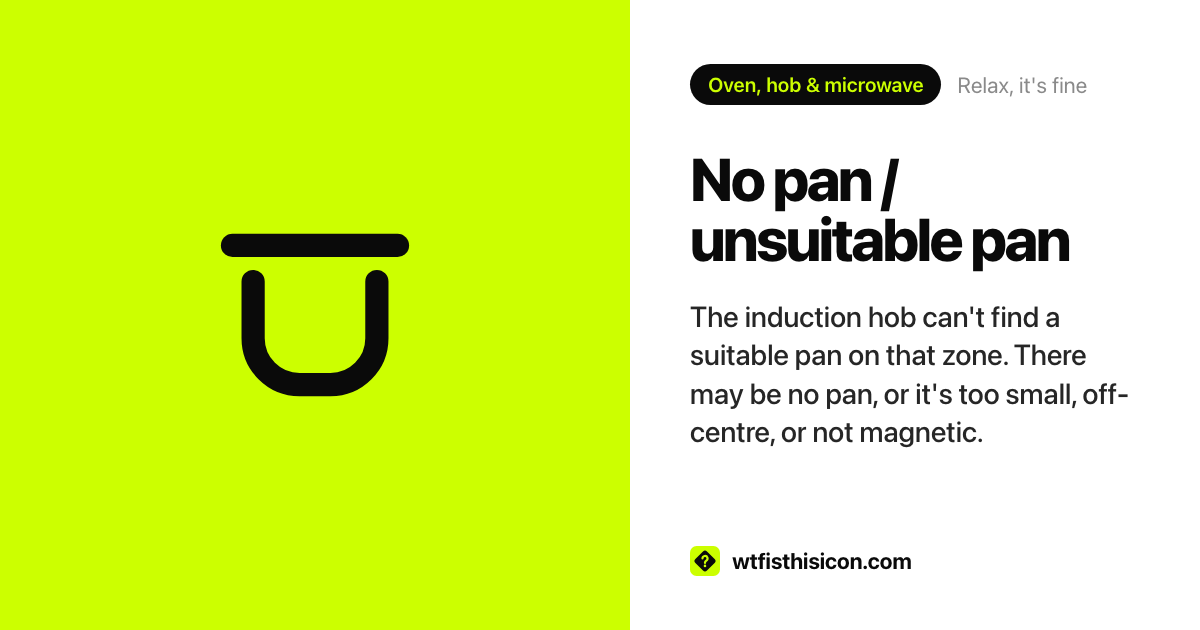 Oven, hob & microwave
Relax, it's fine
No pan /
unsuitable pan
The induction hob can't find a
suitable pan on that zone. There
may be no pan, or it's too small, off-
centre, or not magnetic.
?
wtfisthisicon.com